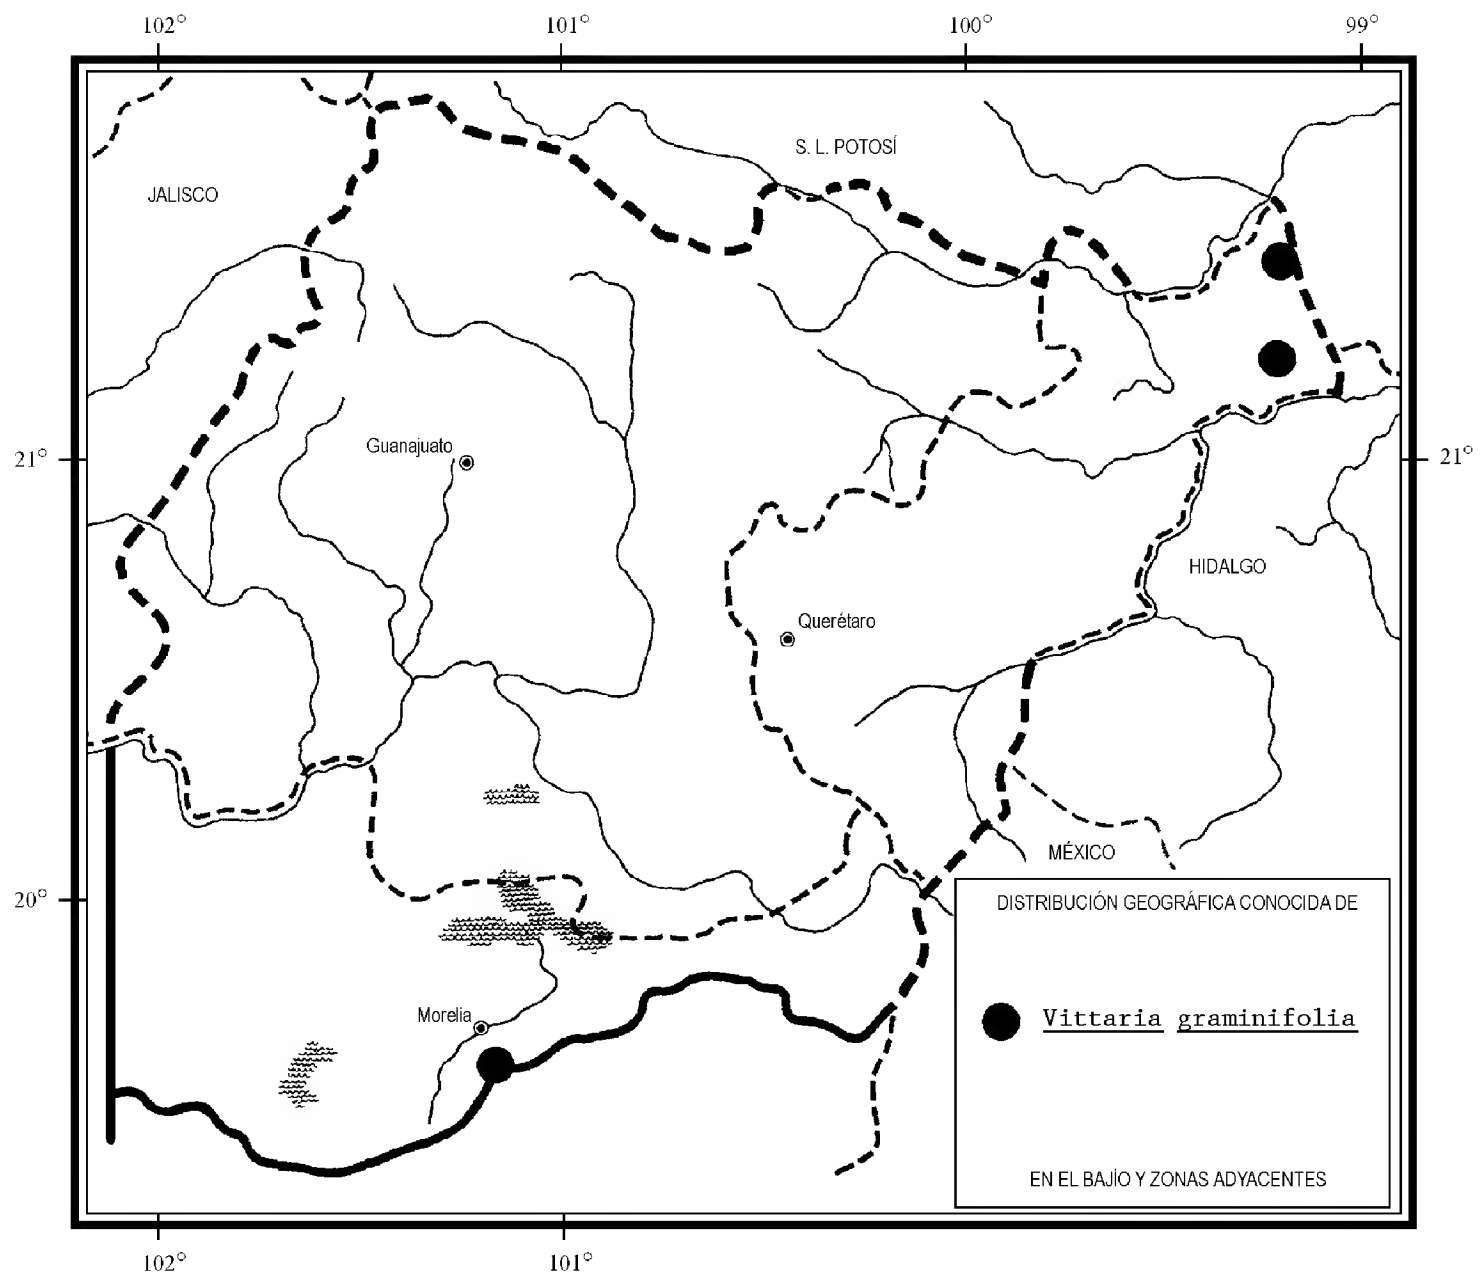 102° 101° 100° 99°
S. L. POTOSÍ
JALISCO
Guanajuato
21° 21°
HIDALGO
Querétaro
MÉXICO
20°
DISTRIBUCIÓN GEOGRÁFICA CONOCIDA DE
Morelia
Vittaria graminifolia
EN EL BAJÍO Y ZONAS ADYACENTES
102° 101°